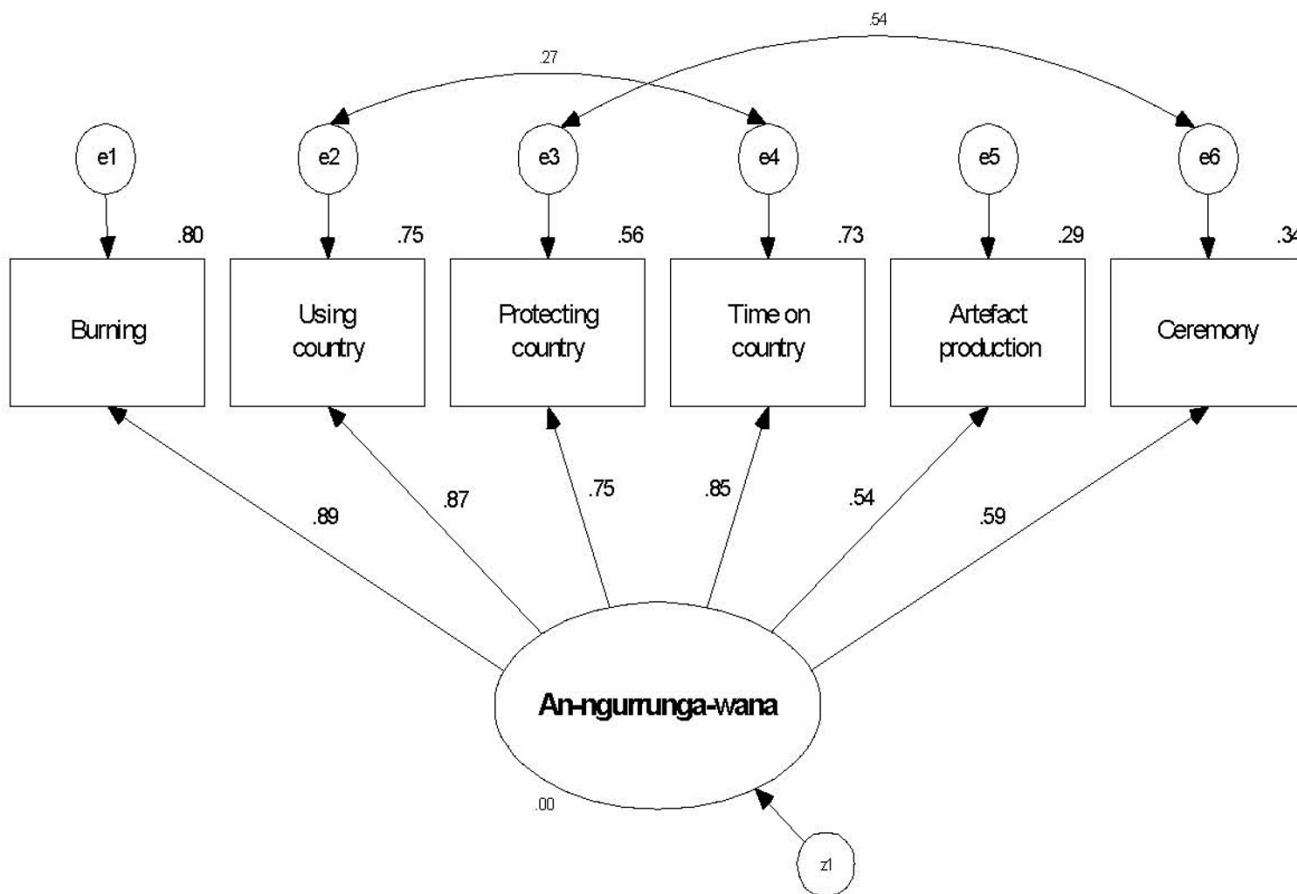 .54
.27
e1
e2
e3
e4
e5
e6
.80
.75
.56
.73
.29
.34
Burning
Using
country
Protecting
country
Time on
country
Artefact
production
Ceremony
.89
.87
.75
.85
.54
.59
An-ngurrunga-wana
.00
z1